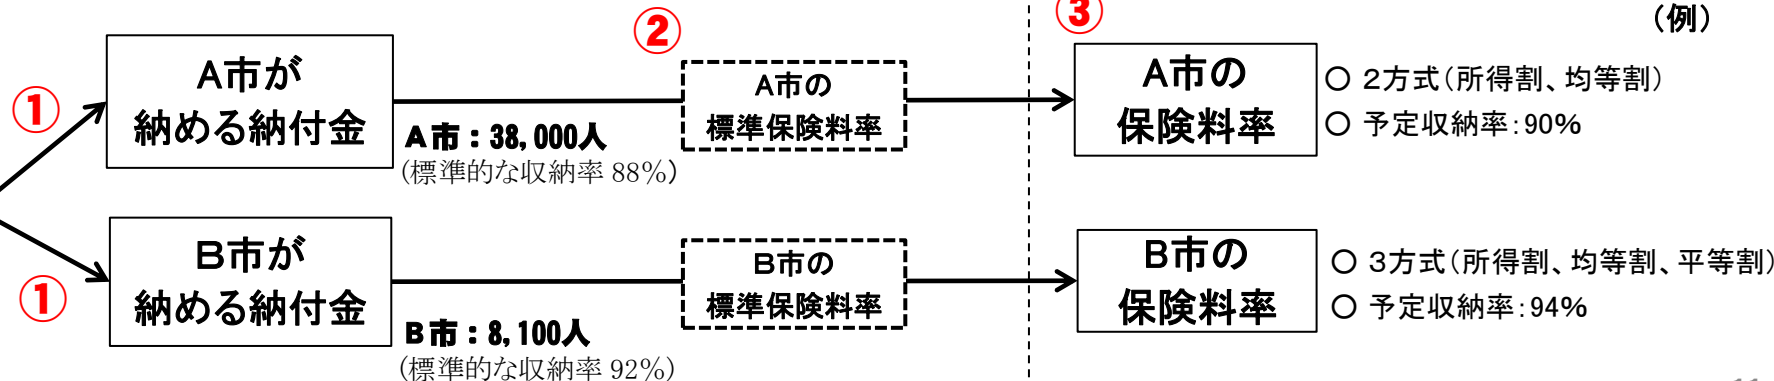 (例)
①
A市が
納める納付金
A市：38,000人
(標準的な収納率 88%)
②
A市の
標準保険料率
③
A市の
保険料率
○ 2方式(所得割、均等割)
○ 予定収納率：90%
①
B市が
納める納付金
B市：8,100人
(標準的な収納率 92%)
B市の
標準保険料率
B市の
保険料率
○ 3方式(所得割、均等割、平等割)
○ 予定収納率：94%